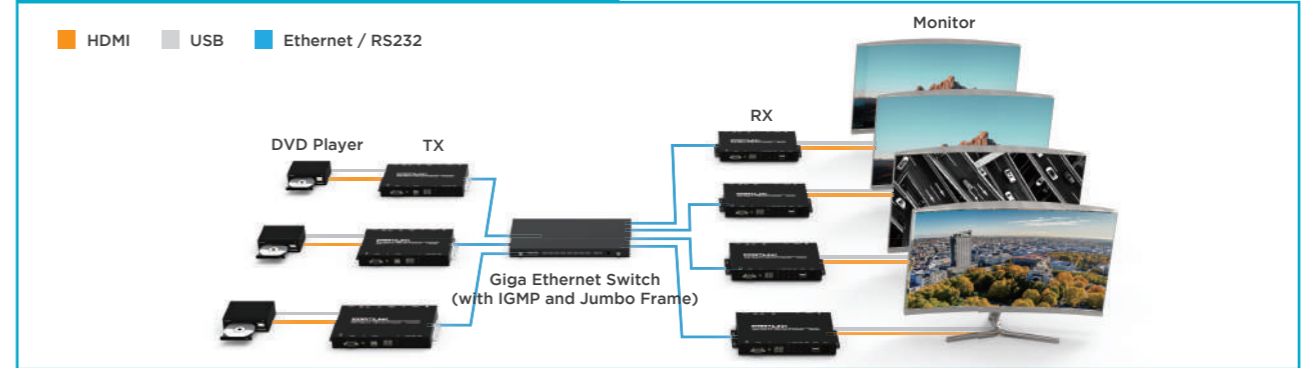 HDMI USB Ethernet / RS232
Monitor
RX
DVD Player TX
Giga Ethernet Switch
(with IGMP and Jumbo Frame)